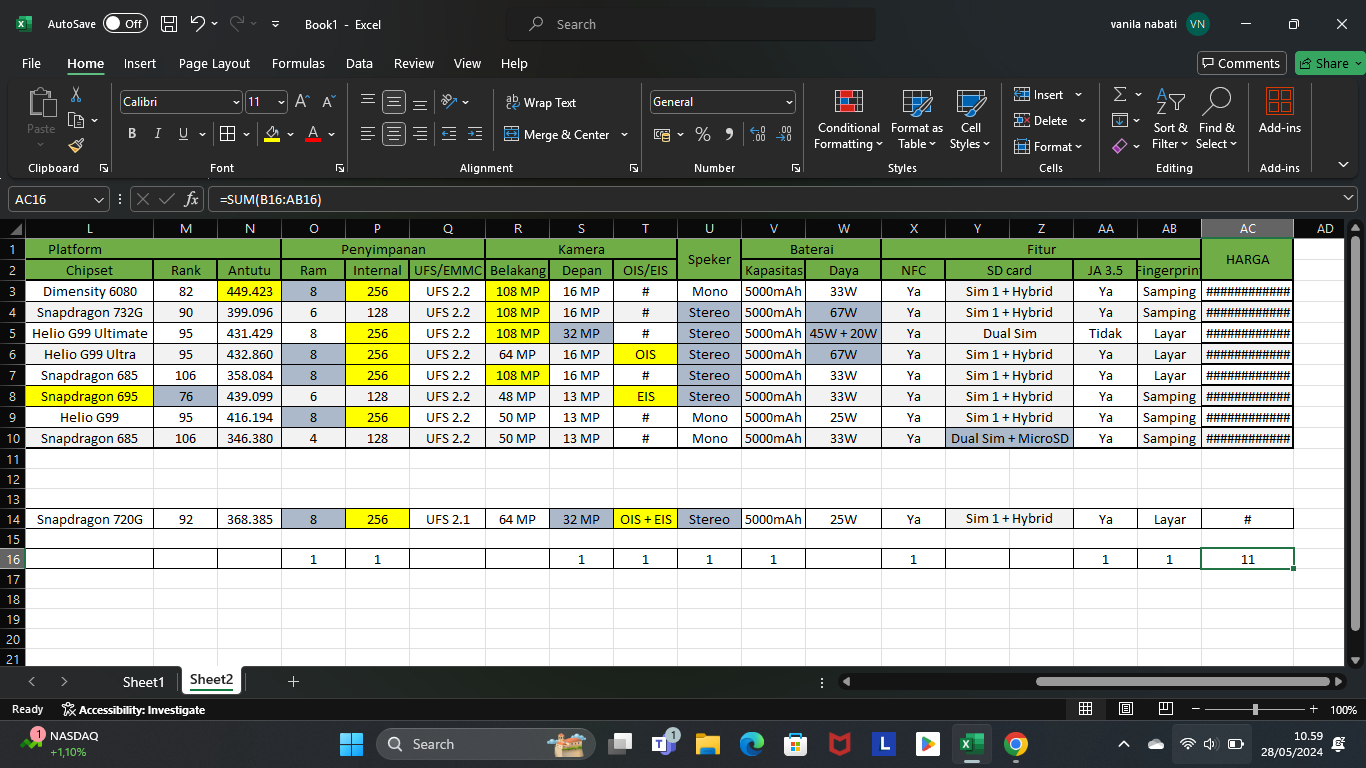 AutoSave Off Book1 - Excel Search vanila nabati VN
File Home Insert Page Layout Formulas Data Review View Help Comments Share
Paste Calibri 11 A A Wrap Text General Conditional Formatting Format as Table Cell Styles Insert Delete Format Sort & Filter Find & Select Add-ins
B I U A Merge & Center % 9
Clipboard Font Alignment Number Styles Cells Editing Add-ins
AC16 fx =SUM(B16:AB16)
L M N O P Q R S T U V W X Y Z AA AB AC AD
1 Platform Penyimpanan Kamera Speker Baterai Fitur HARGA
2 Chipset Rank Antutu Ram Internal UFS/EMMC Belakang Depan OIS/EIS Kapasitas Daya NFC SD card JA 3.5 Fingerprin
3 Dimensity 6080 82 449.423 8 256 UFS 2.2 108 MP 16 MP # Mono 5000mAh 33W Ya Sim 1 + Hybrid Ya Samping ############
4 Snapdragon 732G 90 399.096 6 128 UFS 2.2 108 MP 16 MP # Stereo 5000mAh 67W Ya Sim 1 + Hybrid Ya Samping ############
5 Helio G99 Ultimate 95 431.429 8 256 UFS 2.2 108 MP 32 MP # Stereo 5000mAh 45W + 20W Ya Dual Sim Tidak Layar ############
6 Helio G99 Ultra 95 432.860 8 256 UFS 2.2 64 MP 16 MP OIS Stereo 5000mAh 67W Ya Sim 1 + Hybrid Ya Layar ############
7 Snapdragon 685 106 358.084 8 256 UFS 2.2 108 MP 16 MP # Stereo 5000mAh 33W Ya Sim 1 + Hybrid Ya Layar ############
8 Snapdragon 695 76 439.099 6 128 UFS 2.2 48 MP 13 MP EIS Stereo 5000mAh 33W Ya Sim 1 + Hybrid Ya Samping ############
9 Helio G99 95 416.194 8 256 UFS 2.2 50 MP 13 MP # Mono 5000mAh 25W Ya Sim 1 + Hybrid Ya Samping ############
10 Snapdragon 685 106 346.380 4 128 UFS 2.2 50 MP 13 MP # Mono 5000mAh 33W Ya Dual Sim + MicroSD Ya Samping ############
11
12
13
14 Snapdragon 720G 92 368.385 8 256 UFS 2.1 64 MP 32 MP OIS + EIS Stereo 5000mAh 25W Ya Sim 1 + Hybrid Ya Layar #
15
16 1 1 1 1 1 1 1 1 1 11
17
18
19
20
21
Sheet1 Sheet2
Ready Accessibility: Investigate 100%
1 NASDAQ +1,10% Search 1 L 10.59 28/05/2024